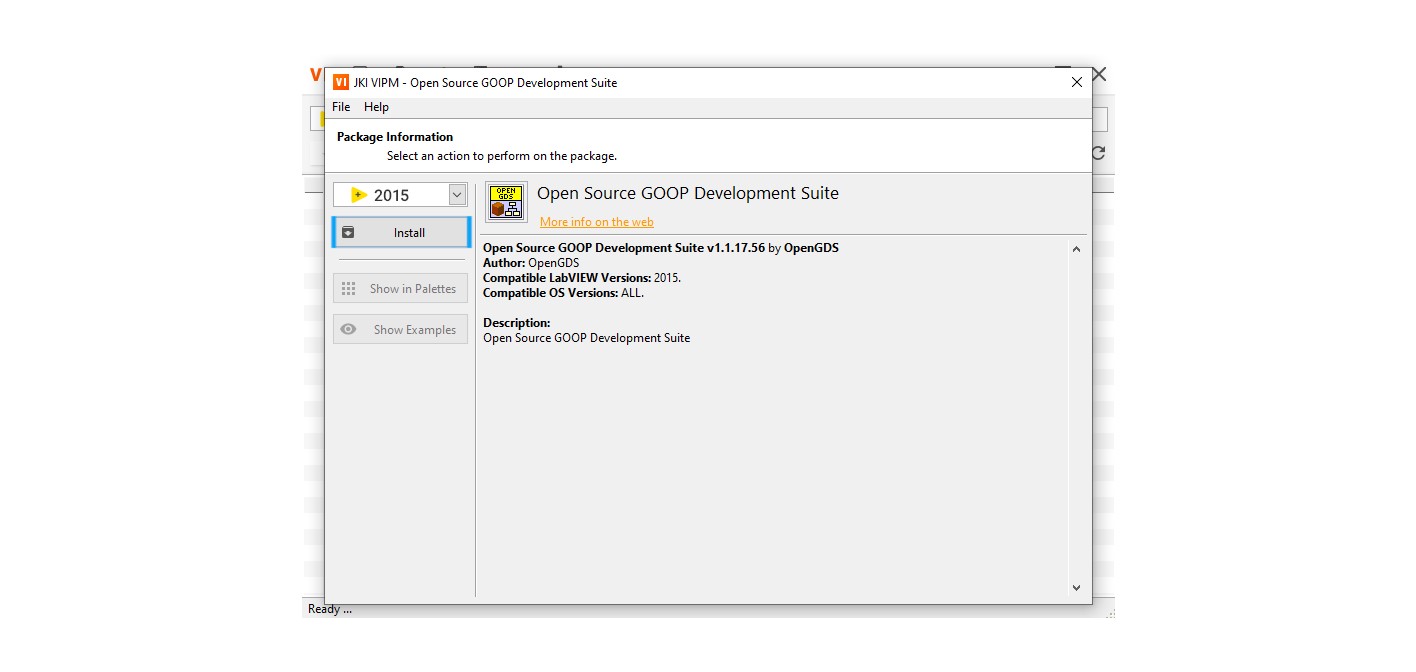 VI JKI VIPM - Open Source GOOP Development Suite
File Help
Package Information
Select an action to perform on the package.
2015
Install
Show in Palettes
Show Examples
OPEN
GDS
Open Source GOOP Development Suite
More info on the web
Open Source GOOP Development Suite v1.1.17.56 by OpenGDS
Author: OpenGDS
Compatible LabVIEW Versions: 2015.
Compatible OS Versions: ALL.
Description:
Open Source GOOP Development Suite
Ready ...